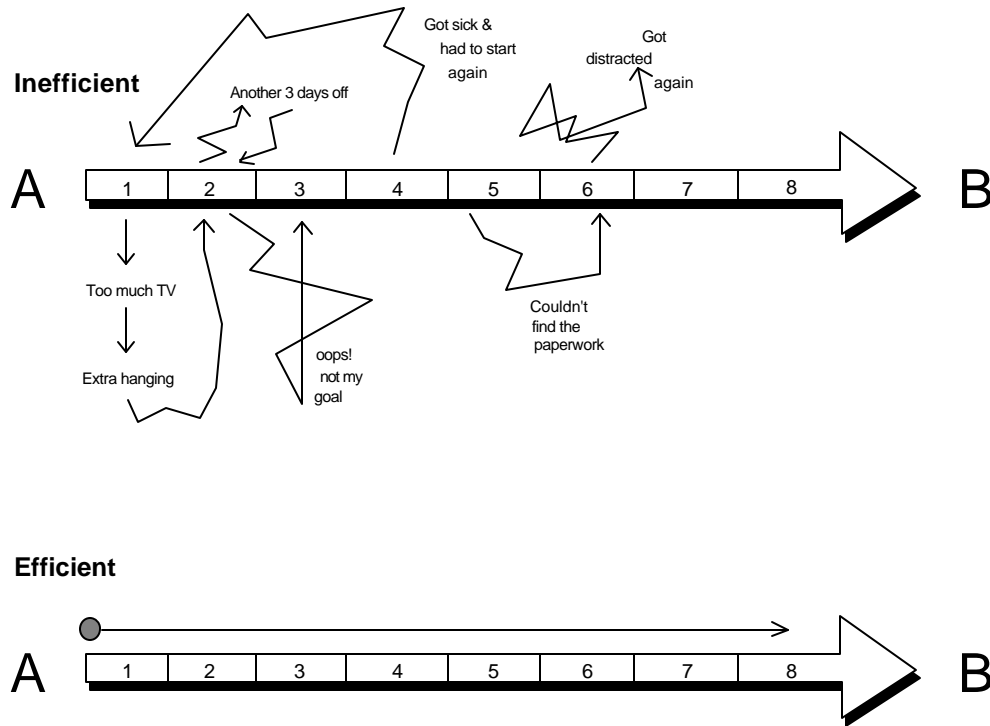 Got sick &
had to start
again
Got
distracted
again
Inefficient
Another 3 days off
A
1 2 3 4 5 6 7 8
B
Too much TV
Extra hanging
oops!
not my
goal
Couldn't
find the
paperwork
Efficient
A
1 2 3 4 5 6 7 8
B